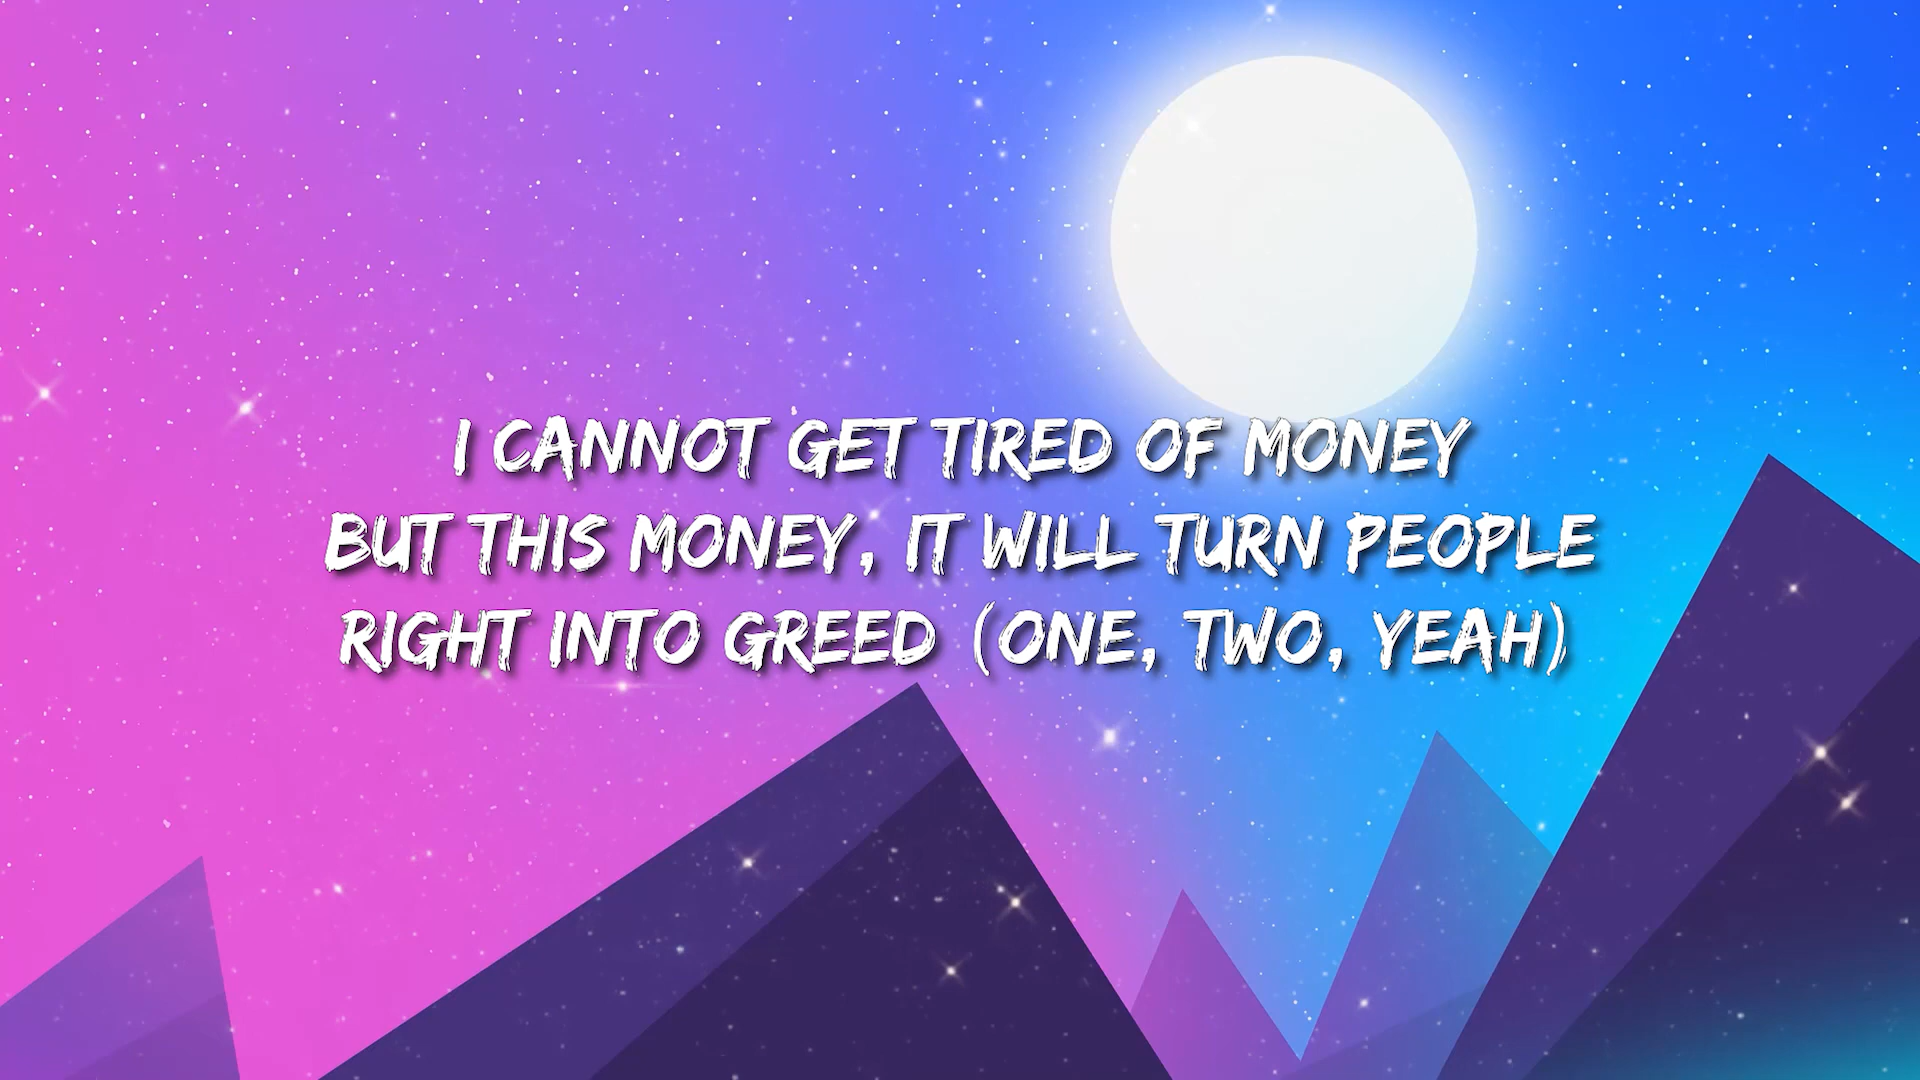 I CANNOT GET TIRED OF MONEY
BUT THIS MONEY, IT WILL TURN PEOPLE
RIGHT INTO GREED (ONE, TWO, YEAH)